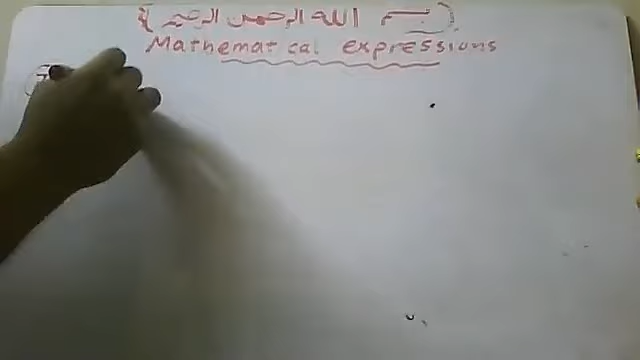 ﴿ بسم الله الرحمن الرحيم ﴾
Mathematical expressions